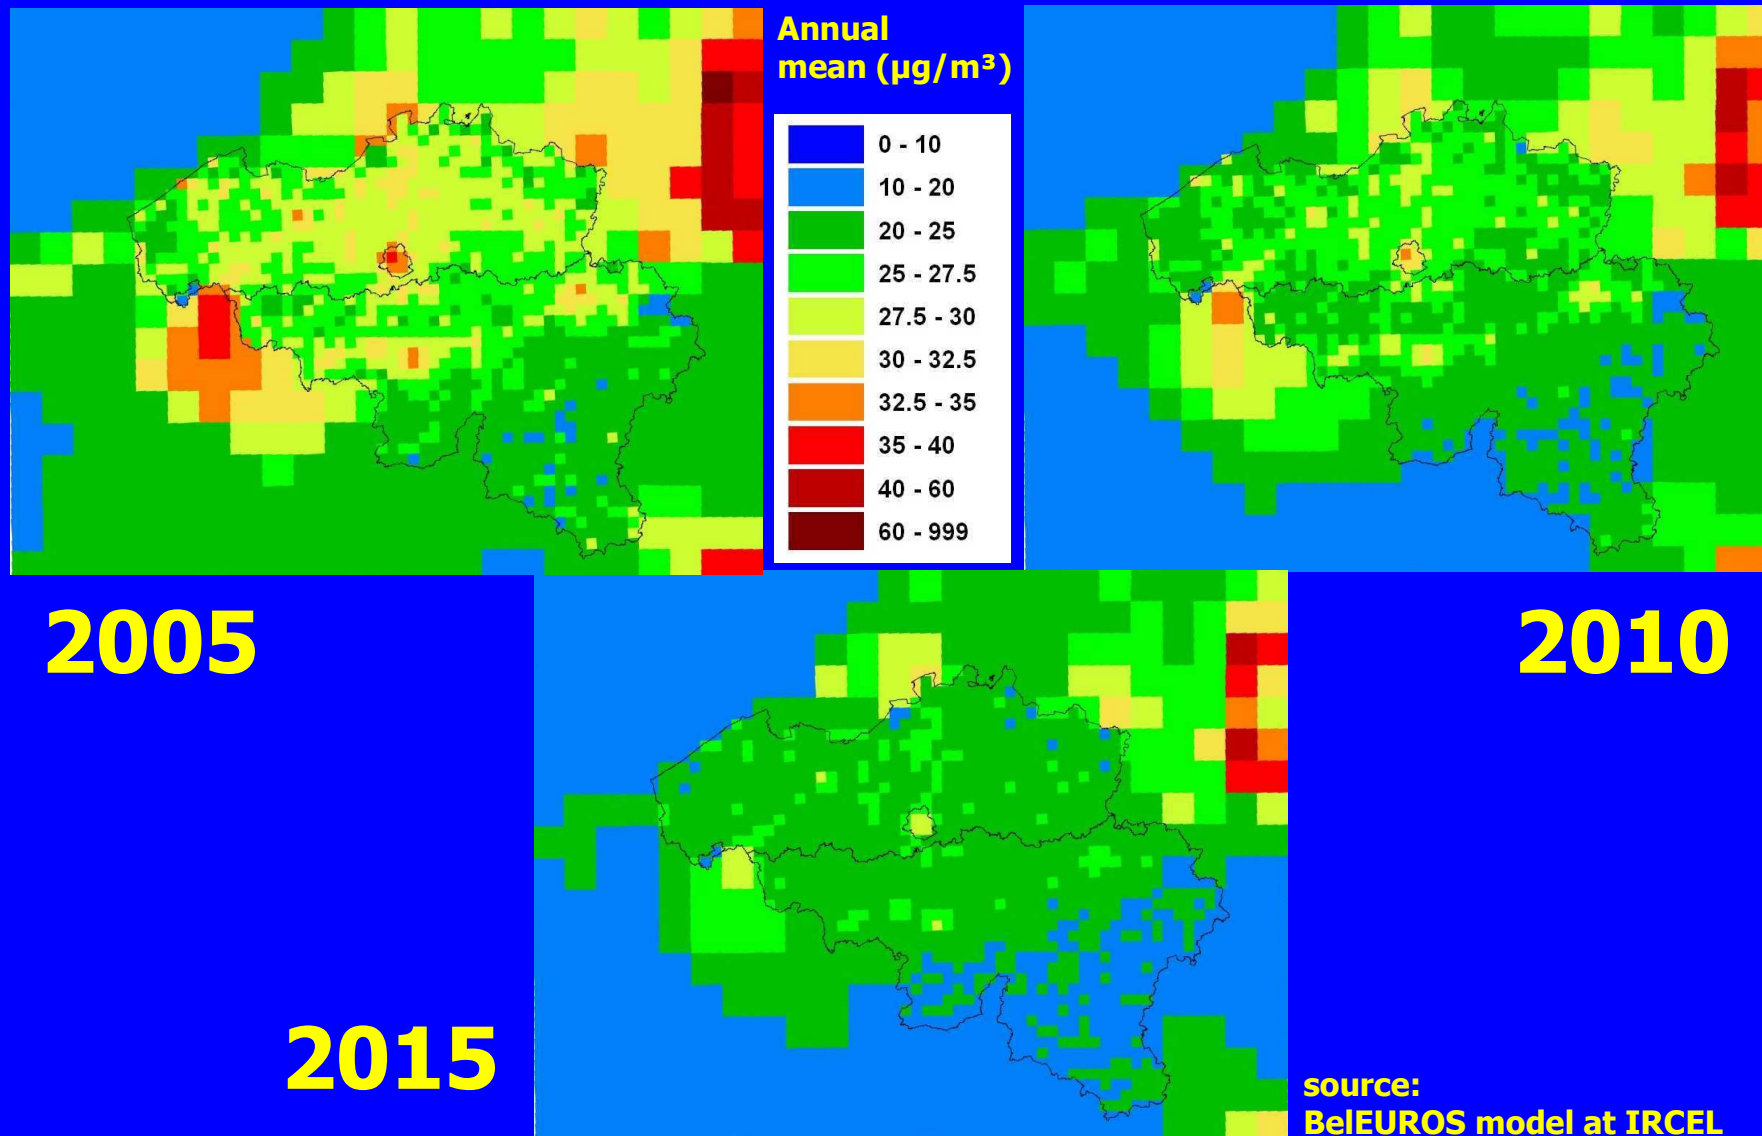 Annual
mean (µg/m³)
0 - 10
10 - 20
20 - 25
25 - 27.5
27.5 - 30
30 - 32.5
32.5 - 35
35 - 40
40 - 60
60 - 999
2005
2010
2015
source:
BelEUROS model at IRCEL